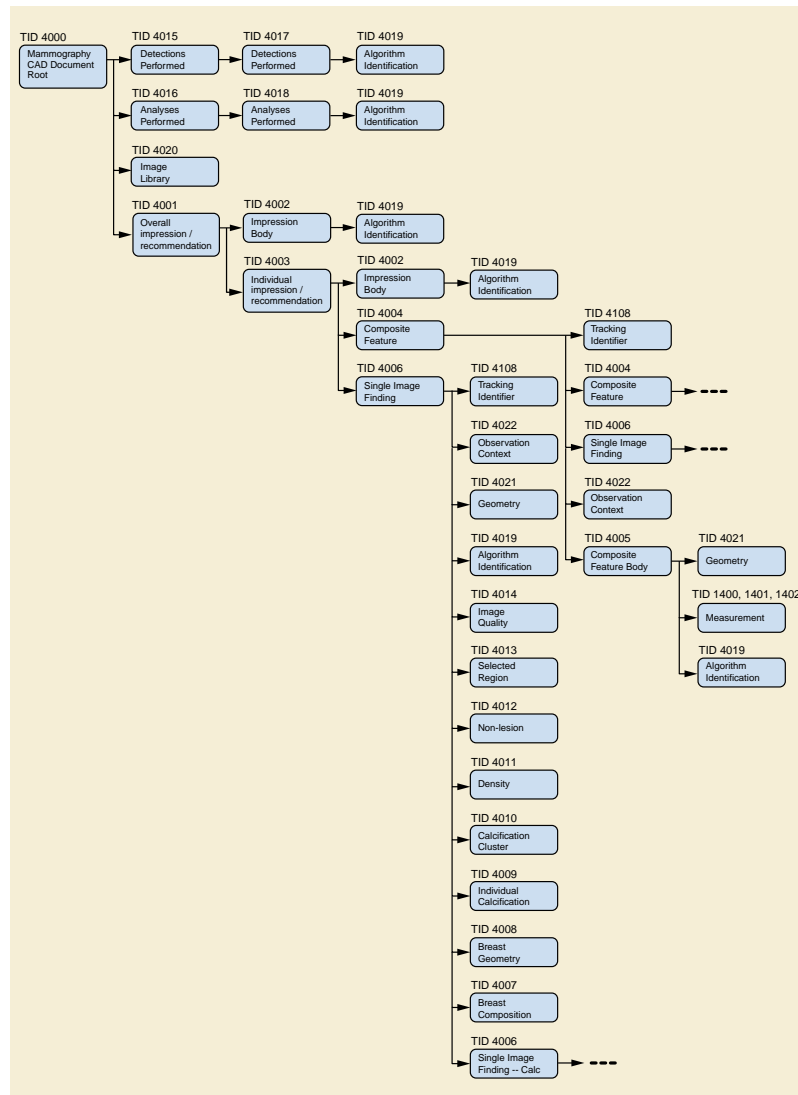 TID 4000
TID 4015
TID 4017
TID 4019
Mammography
CAD Document
Root
Detections
Performed
Detections
Performed
Algorithm
Identification
TID 4016
TID 4018
TID 4019
Analyses
Performed
Analyses
Performed
Algorithm
Identification
TID 4020
Image
Library
TID 4001
TID 4002
TID 4019
Overall
impression /
recommendation
Impression
Body
Algorithm
Identification
TID 4003
TID 4002
TID 4019
Individual
impression /
recommendation
Impression
Body
Algorithm
Identification
TID 4004
TID 4108
Composite
Feature
Tracking
Identifier
TID 4006
TID 4108
TID 4004
Single Image
Finding
Tracking
Identifier
Composite
Feature
TID 4022
TID 4006
Observation
Context
Single Image
Finding
TID 4021
TID 4022
Geometry
Observation
Context
TID 4019
TID 4005
TID 4021
Algorithm
Identification
Composite
Feature Body
Geometry
TID 4014
TID 1400, 1401, 1402
Image
Quality
Measurement
TID 4013
TID 4019
Selected
Region
Algorithm
Identification
TID 4012
Non-lesion
TID 4011
Density
TID 4010
Calcification
Cluster
TID 4009
Individual
Calcification
TID 4008
Breast
Geometry
TID 4007
Breast
Composition
TID 4006
Single Image
Finding -- Calc